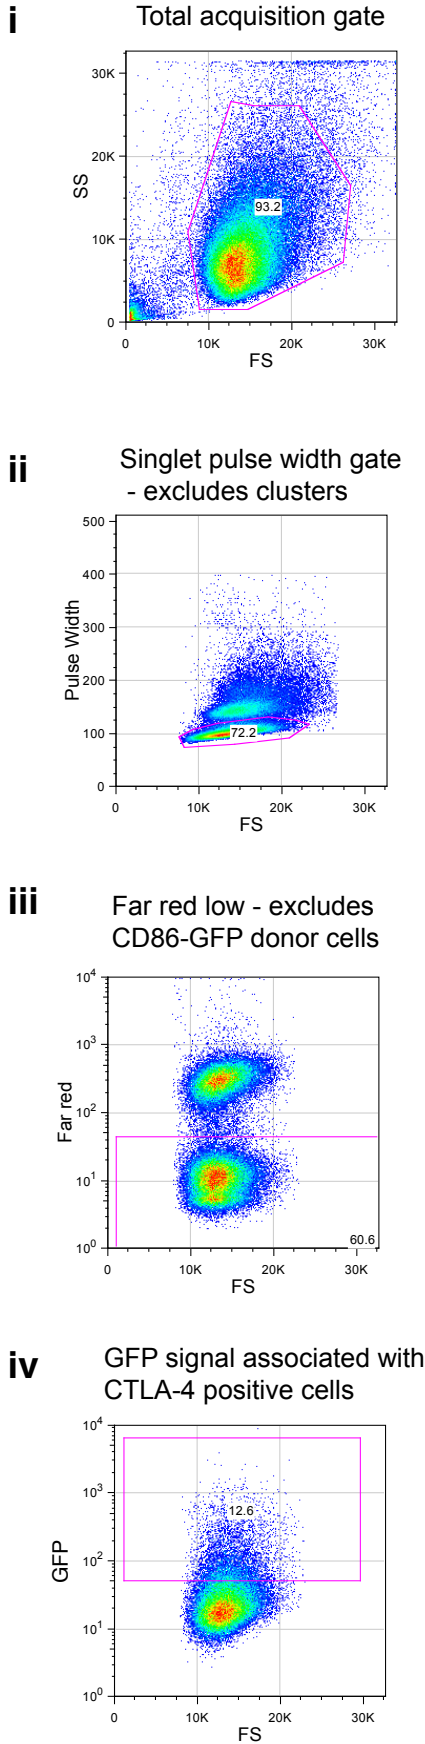 i
Total acquisition gate
30K
20K
10K
0
SS
93.2
0 10K 20K 30K
FS
ii
Singlet pulse width gate
- excludes clusters
500
400
300
200
100
0
Pulse Width
72.2
0 10K 20K
FS
iii
Far red low - excludes
CD86-GFP donor cells
10⁴
10³
10²
10¹
10⁰
Far red
60.6
0 10K 20K 30K
FS
iv
GFP signal associated with
CTLA-4 positive cells
10⁴
10³
10²
10¹
10⁰
GFP
12.6
0 10K 20K 30K
FS